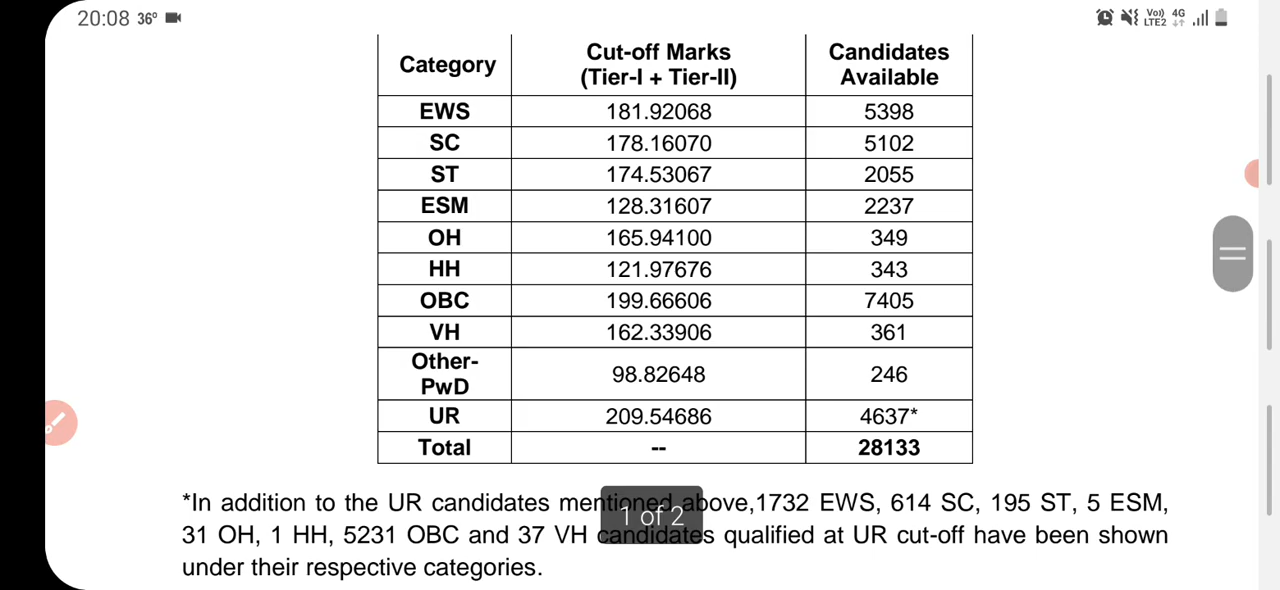 20:08 36°
Vo) 4G
LTE2
Category Cut-off Marks (Tier-I + Tier-II) Candidates Available
EWS 181.92068 5398
SC 178.16070 5102
ST 174.53067 2055
ESM 128.31607 2237
OH 165.94100 349
HH 121.97676 343
OBC 199.66606 7405
VH 162.33906 361
Other-PwD 98.82648 246
UR 209.54686 4637*
Total -- 28133
*In addition to the UR candidates mentioned above,1732 EWS, 614 SC, 195 ST, 5 ESM,
31 OH, 1 HH, 5231 OBC and 37 VH candidates qualified at UR cut-off have been shown
under their respective categories.
1 of 2